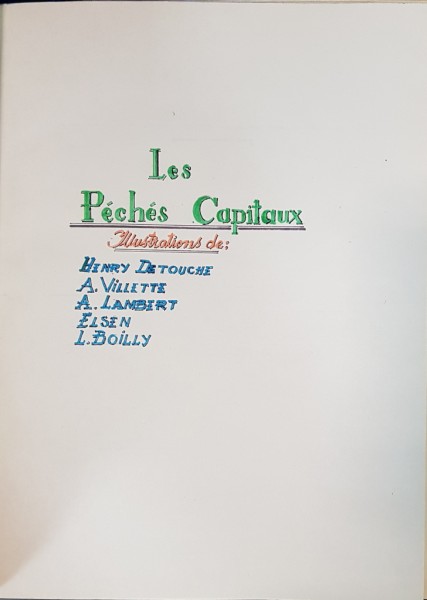 Les
Péchés Capitaux
Illustrations de:
HENRY DETOUCHE
A. VILLETTE
A. LAMBERT
ELSEN
L. BOILLY